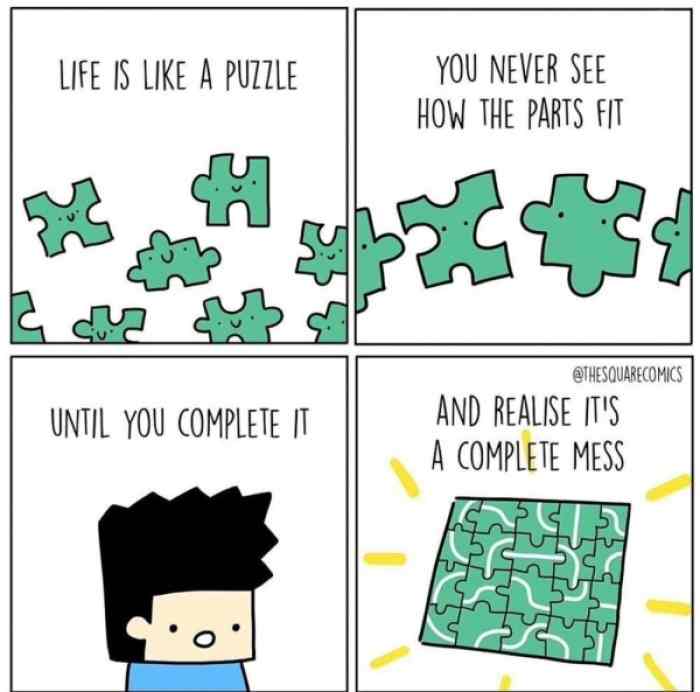 LIFE IS LIKE A PUZZLE
YOU NEVER SEE
HOW THE PARTS FIT
UNTIL YOU COMPLETE IT
@THESQUARECOMICS
AND REALISE IT'S
A COMPLETE MESS